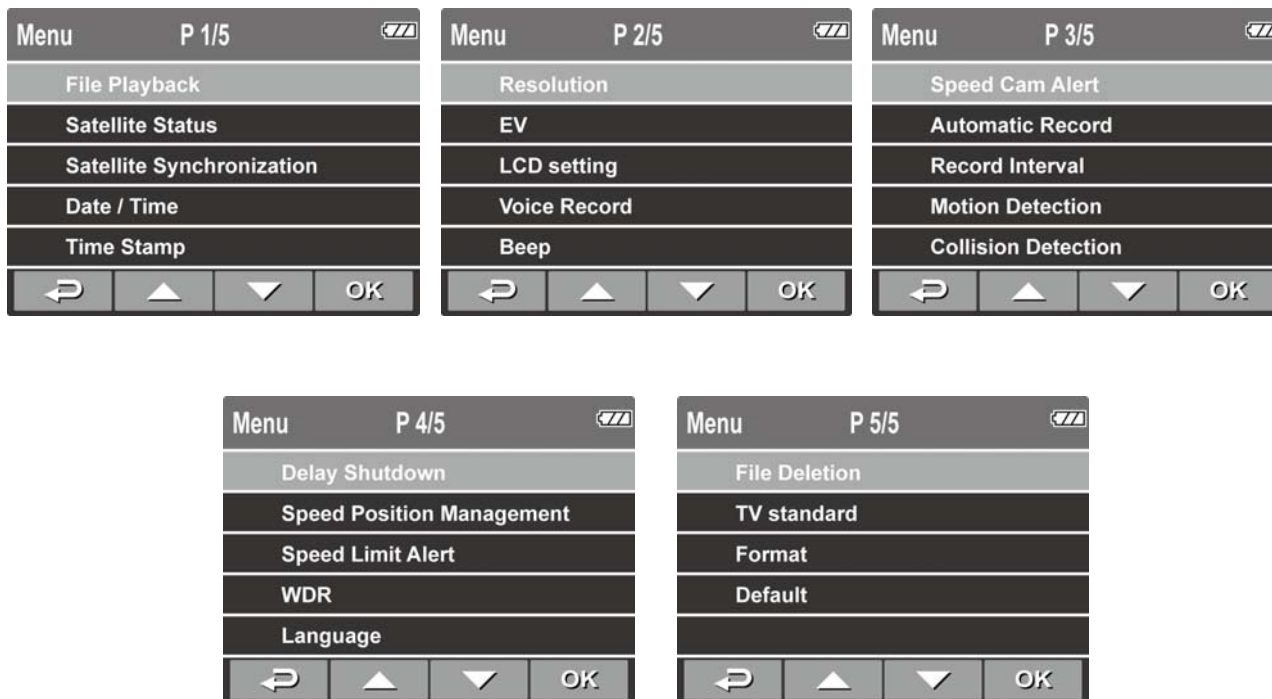 Menu P 1/5
File Playback
Satellite Status
Satellite Synchronization
Date / Time
Time Stamp
OK
Menu P 2/5
Resolution
EV
LCD setting
Voice Record
Beep
OK
Menu P 3/5
Speed Cam Alert
Automatic Record
Record Interval
Motion Detection
Collision Detection
OK
Menu P 4/5
Delay Shutdown
Speed Position Management
Speed Limit Alert
WDR
Language
OK
Menu P 5/5
File Deletion
TV standard
Format
Default
OK